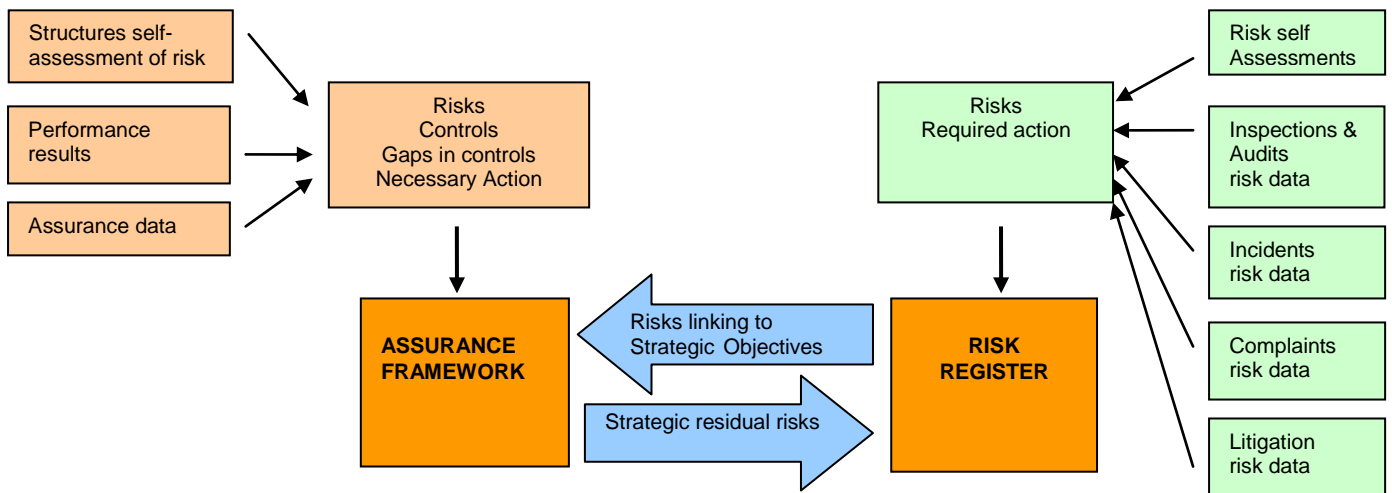 Structures self-
assessment of risk
Performance
results
Assurance data
Risks
Controls
Gaps in controls
Necessary Action
Risks
Required action
Risk self
Assessments
Inspections &
Audits
risk data
Incidents
risk data
Complaints
risk data
Litigation
risk data
ASSURANCE
FRAMEWORK
Risks linking to
Strategic Objectives
Strategic residual risks
RISK
REGISTER